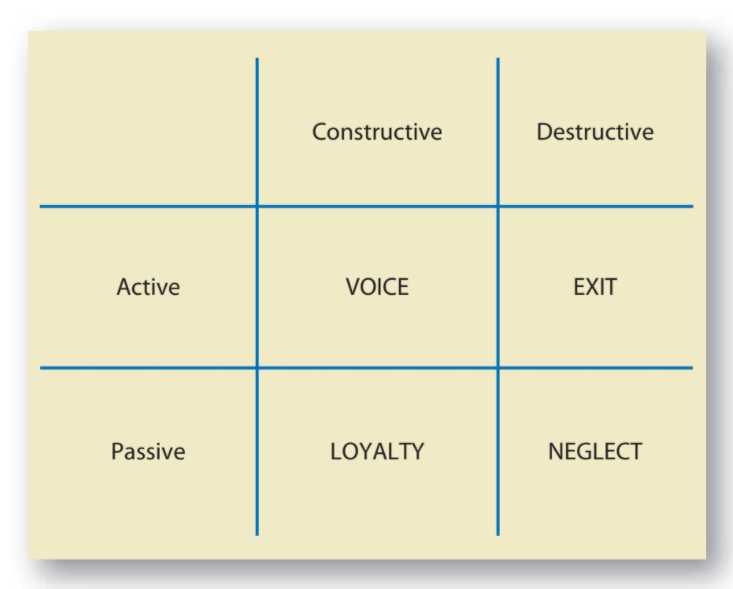 Constructive Destructive
Active VOICE EXIT
Passive LOYALTY NEGLECT